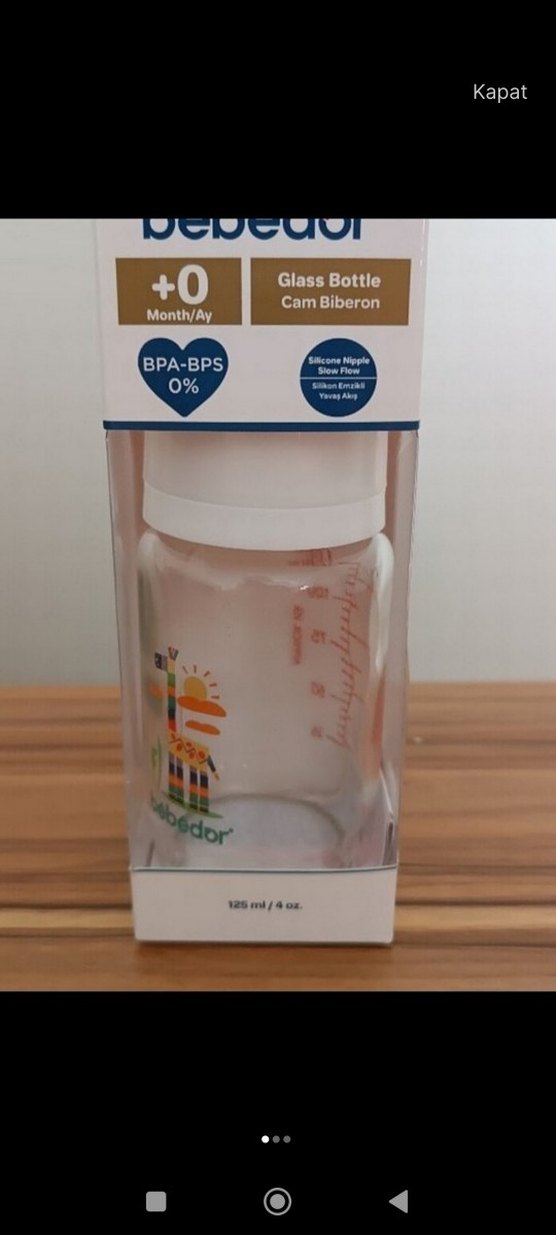 Kapat
bebedor
+0
Month/Ay
Glass Bottle
Cam Biberon
BPA-BPS
0%
Silicone Nipple
Slow Flow
Silikon Emzikli
Yavaş Akış
bebedor
125 ml / 4 oz.